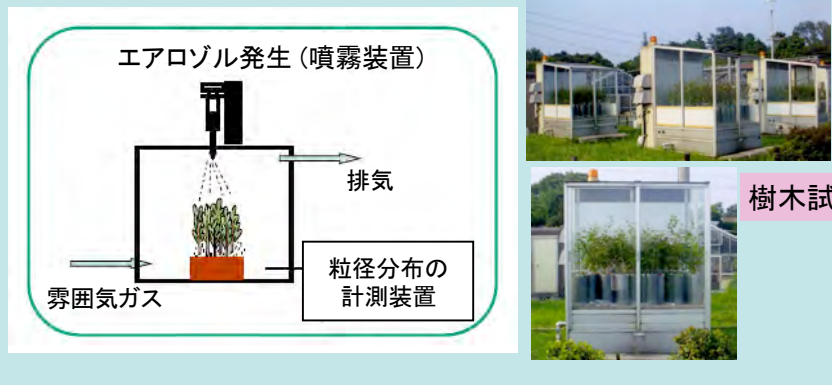 エアロゾル発生（噴霧装置）
排気
粒径分布の
計測装置
雰囲気ガス
樹木試